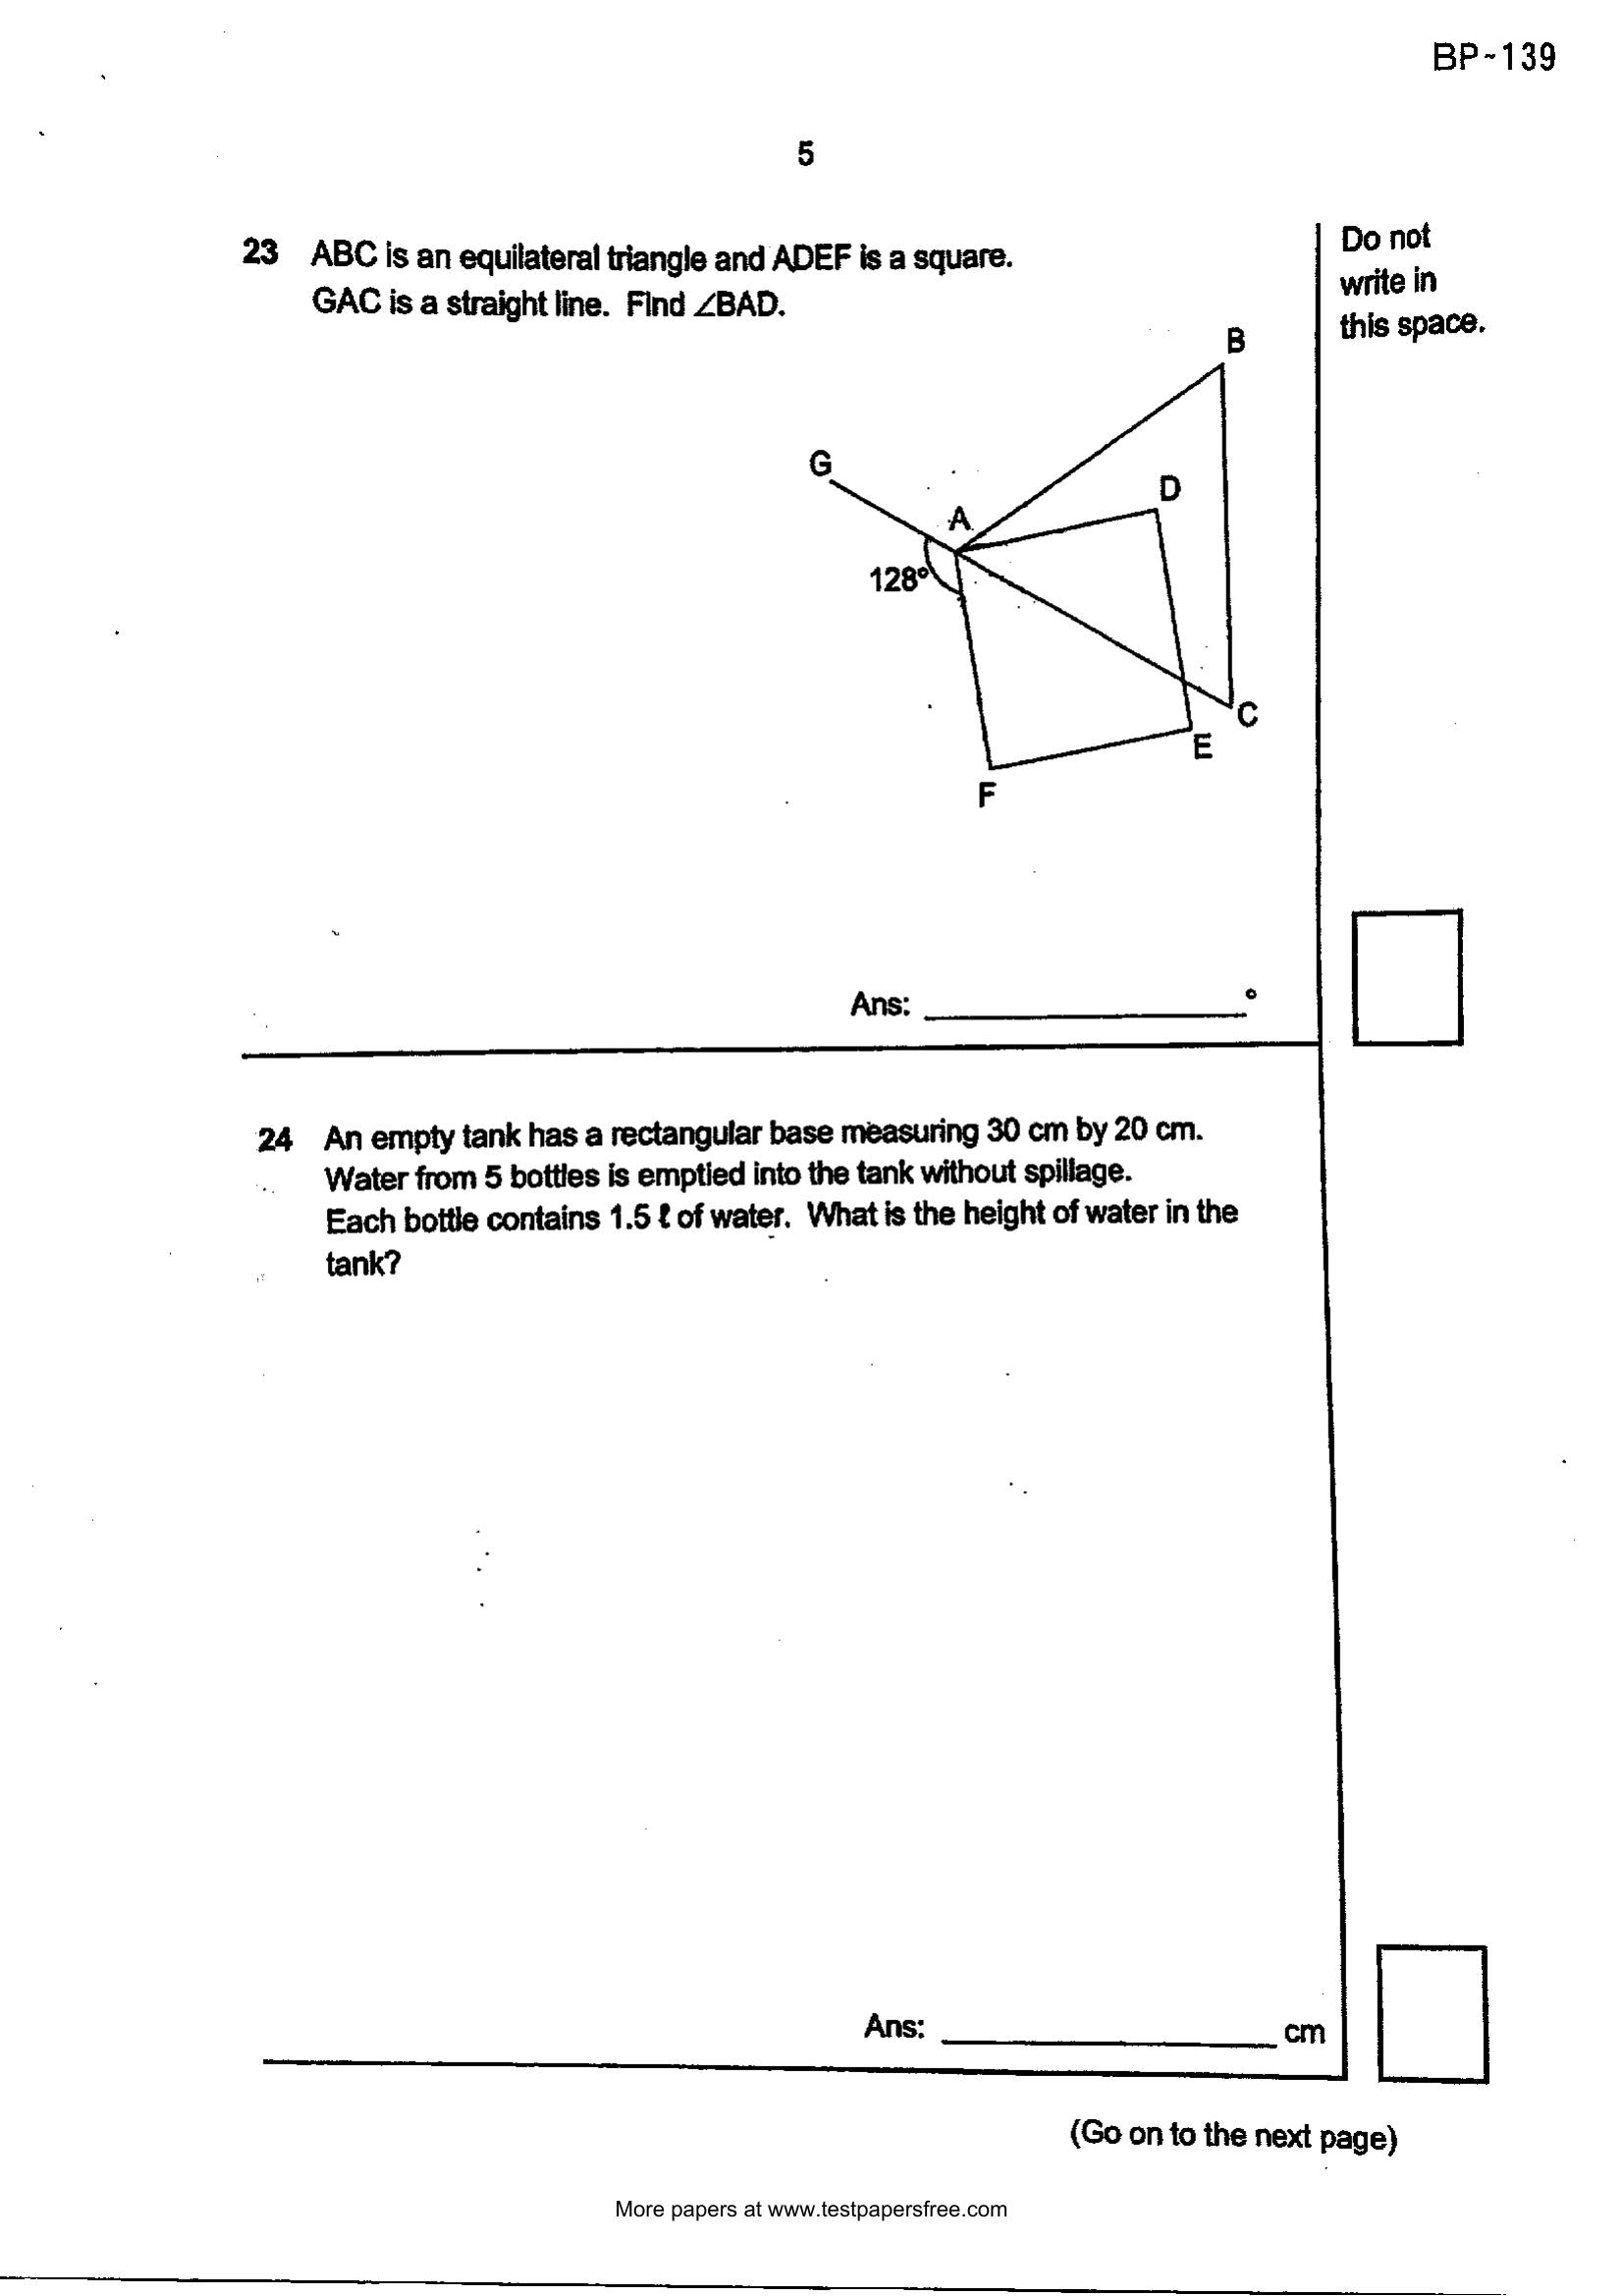 BP~139
5
23 ABC is an equilateral triangle and ADEF is a square.
GAC is a straight line. Find ∠BAD.
Do not
write in
this space.
B
G
D
A
128°
C
E
F
Ans: ____________________°
24 An empty tank has a rectangular base measuring 30 cm by 20 cm.
Water from 5 bottles is emptied into the tank without spillage.
Each bottle contains 1.5 ℓ of water. What is the height of water in the
tank?
Ans: ____________________ cm
(Go on to the next page)
More papers at www.testpapersfree.com